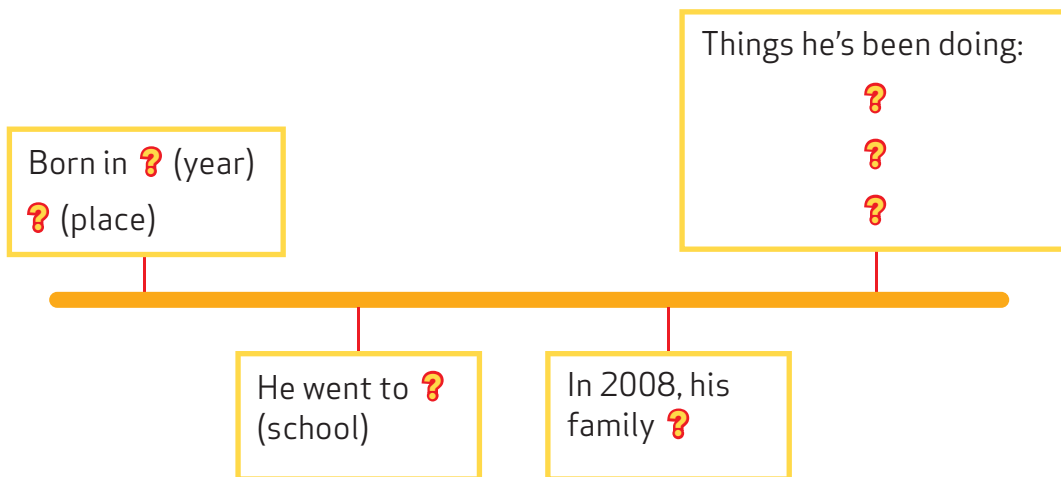 Born in ? (year)
? (place)
He went to ?
(school)
In 2008, his
family ?
Things he's been doing:
?
?
?